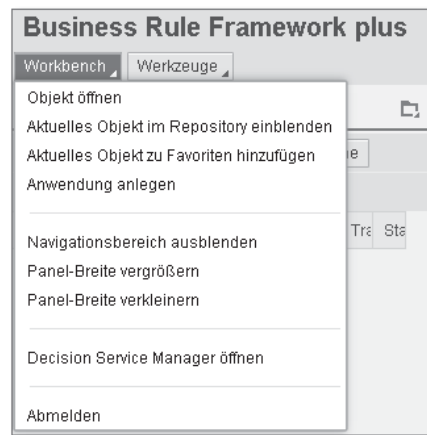 Business Rule Framework plus
Workbench Werkzeuge
Objekt öffnen
Aktuelles Objekt im Repository einblenden
Aktuelles Objekt zu Favoriten hinzufügen
Anwendung anlegen
Navigationsbereich ausblenden
Panel-Breite vergrößern
Panel-Breite verkleinern
Decision Service Manager öffnen
Abmelden